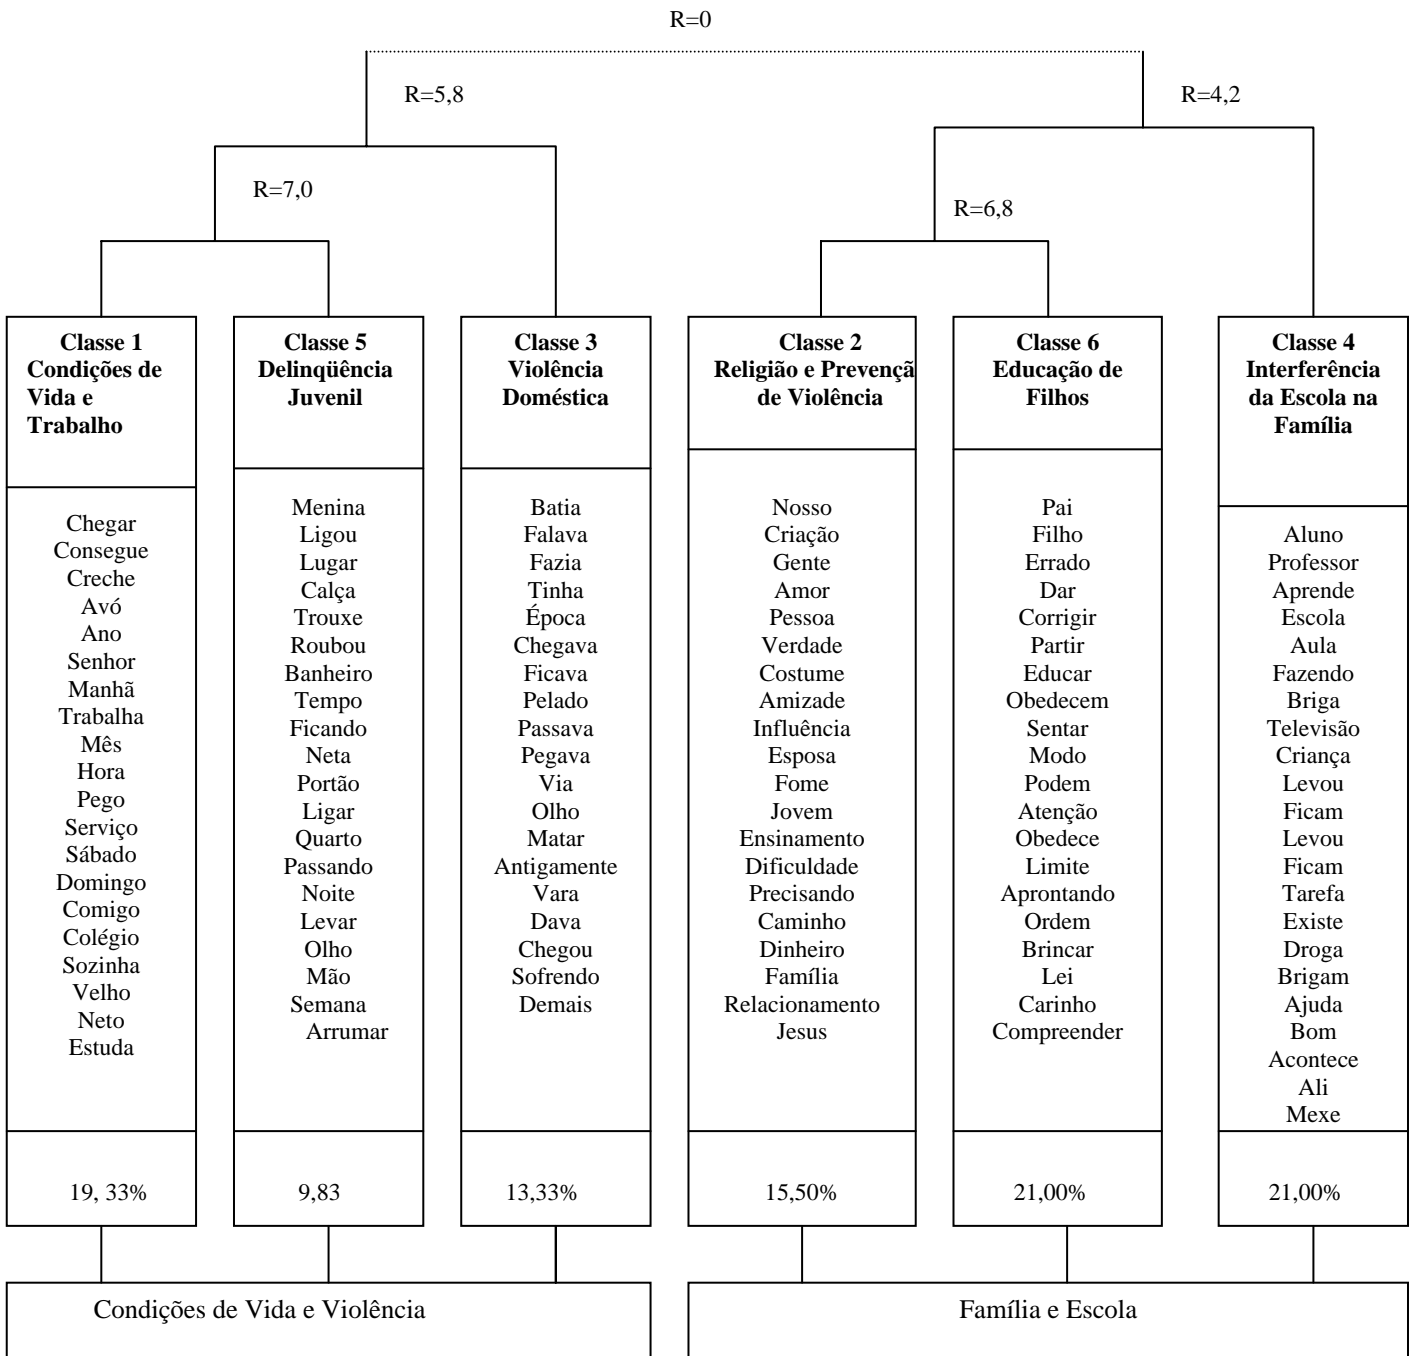 R=0
R=5,8
R=4,2
R=7,0
R=6,8
Classe 1
Condições de
Vida e
Trabalho
Chegar
Consegue
Creche
Avó
Ano
Senhor
Manhã
Trabalha
Mês
Hora
Pego
Serviço
Sábado
Domingo
Comigo
Colégio
Sozinha
Velho
Neto
Estuda
19, 33%
Classe 5
Delinqüência
Juvenil
Menina
Ligou
Lugar
Calça
Trouxe
Roubou
Banheiro
Tempo
Ficando
Neta
Portão
Ligar
Quarto
Passando
Noite
Levar
Olho
Mão
Semana
Arrumar
9,83
Classe 3
Violência
Doméstica
Batia
Falava
Fazia
Tinha
Época
Chegava
Ficava
Pelado
Passava
Pegava
Via
Olho
Matar
Antigamente
Vara
Dava
Chegou
Sofrendo
Demais
13,33%
Classe 2
Religião e Prevençã
de Violência
Nosso
Criação
Gente
Amor
Pessoa
Verdade
Costume
Amizade
Influência
Esposa
Fome
Jovem
Ensinamento
Dificuldade
Precisando
Caminho
Dinheiro
Família
Relacionamento
Jesus
15,50%
Classe 6
Educação de
Filhos
Pai
Filho
Errado
Dar
Corrigir
Partir
Educar
Obedecem
Sentar
Modo
Podem
Atenção
Obedece
Limite
Aprontando
Ordem
Brincar
Lei
Carinho
Compreender
21,00%
Classe 4
Interferência
da Escola na
Família
Aluno
Professor
Aprende
Escola
Aula
Fazendo
Briga
Televisão
Criança
Levou
Ficam
Levou
Ficam
Tarefa
Existe
Droga
Brigam
Ajuda
Bom
Acontece
Ali
Mexe
21,00%
Condições de Vida e Violência
Família e Escola